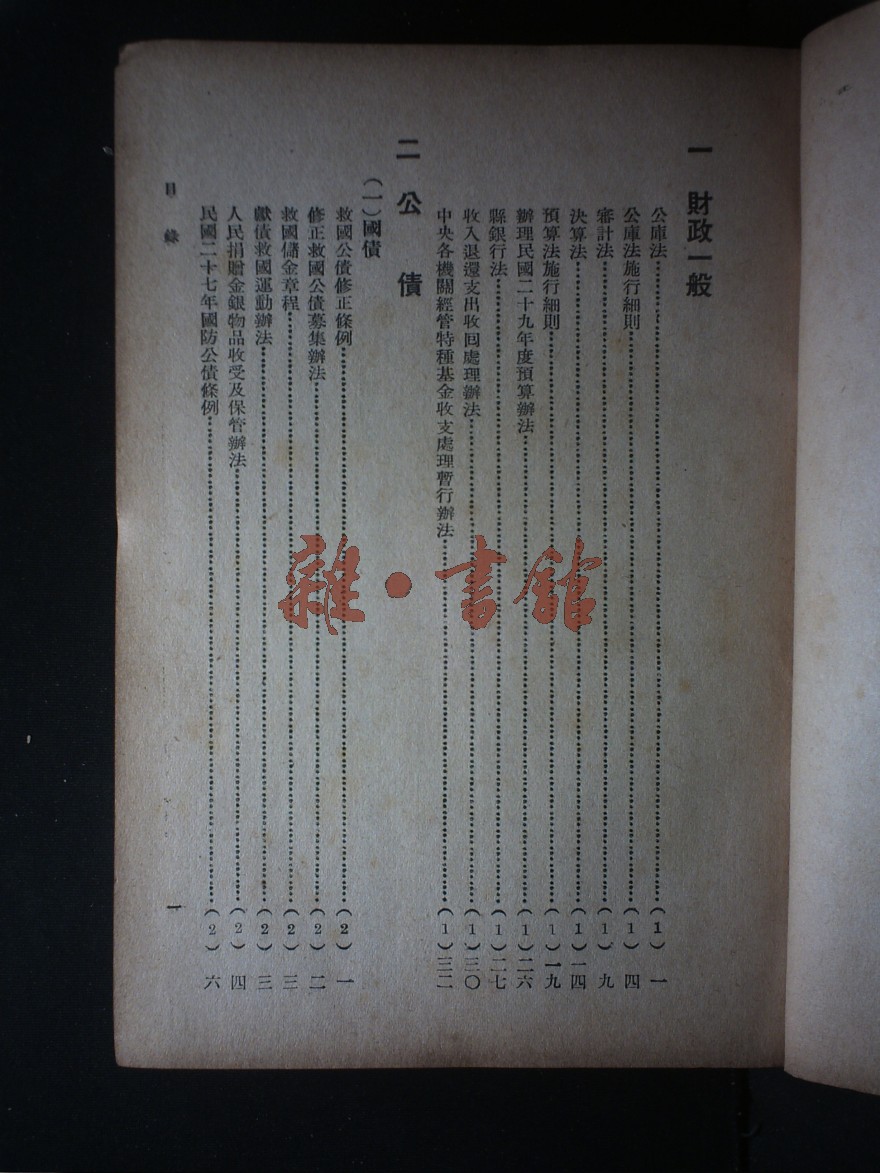 一 財政一般
公庫法……(1)一
公庫法施行細則……(1)四
審計法……(1)九
決算法……(1)一四
預算法施行細則……(1)一九
辦理民國二十九年度預算辦法……(1)二六
縣銀行法……(1)二七
收入退還支出收回處理辦法……(1)三〇
中央各機關經管特種基金收支處理暫行辦法……(1)三二
二 公債
(一)國債
救國公債修正條例……(2)一
修正救國公債募集辦法……(2)二
救國儲金章程……(2)三
獻債救國運動辦法……(2)三
人民捐贈金銀物品收受及保管辦法……(2)四
民國二十七年國防公債條例……(2)六
目錄 一
雜·書館